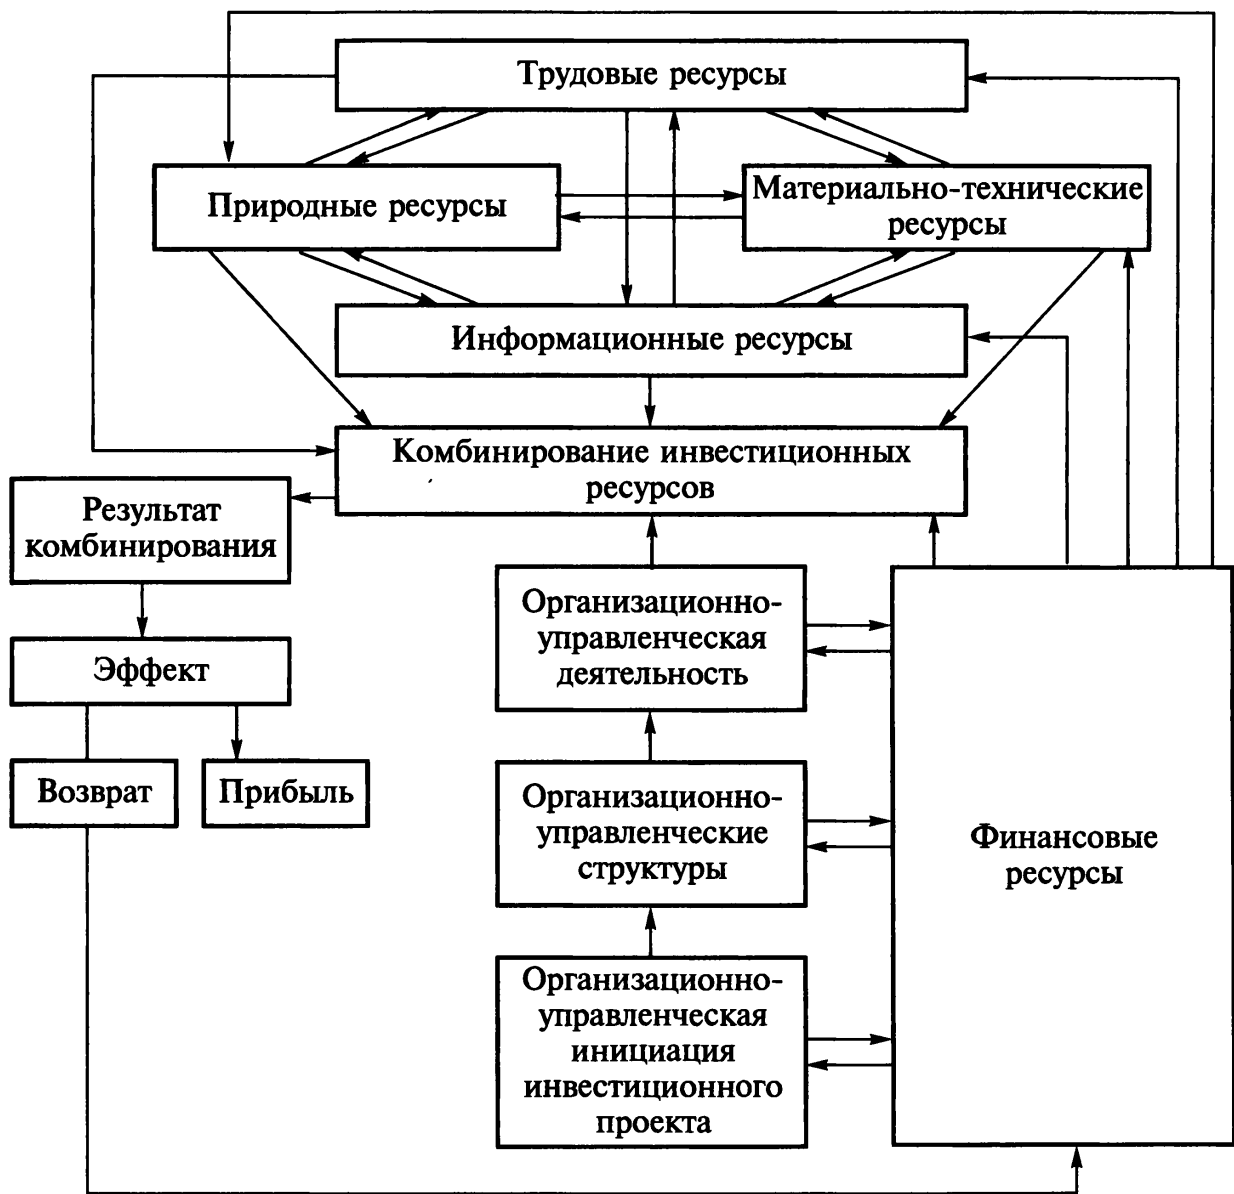 Трудовые ресурсы
Природные ресурсы
Материально-технические
ресурсы
Информационные ресурсы
Комбинирование инвестиционных
ресурсов
Результат
комбинирования
Эффект
Возврат
Прибыль
Организационно-
управленческая
деятельность
Организационно-
управленческие
структуры
Организационно-
управленческая
инициация
инвестиционного
проекта
Финансовые
ресурсы